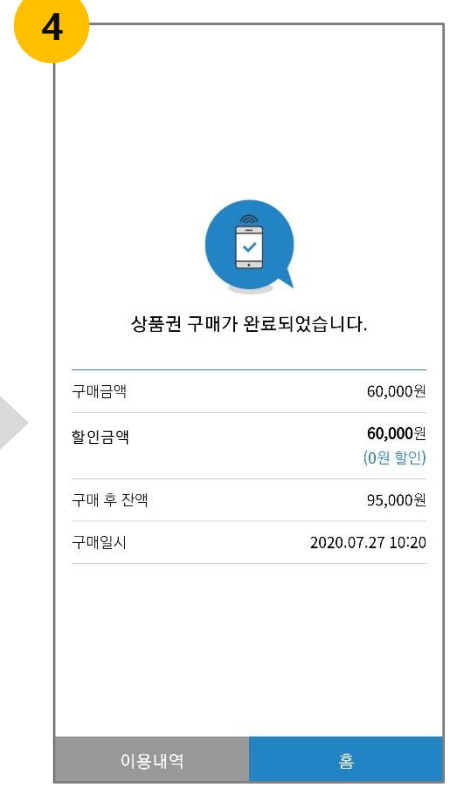 4
상품권 구매가 완료되었습니다.
구매금액 60,000원
할인금액 60,000원
(0원 할인)
구매 후 잔액 95,000원
구매일시 2020.07.27 10:20
이용내역 홈